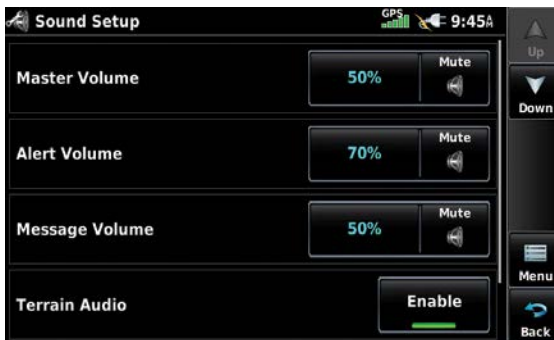 Sound Setup
GPS
9:45A
Up
Master Volume
50%
Mute
Down
Alert Volume
70%
Mute
Message Volume
50%
Mute
Menu
Terrain Audio
Enable
Back